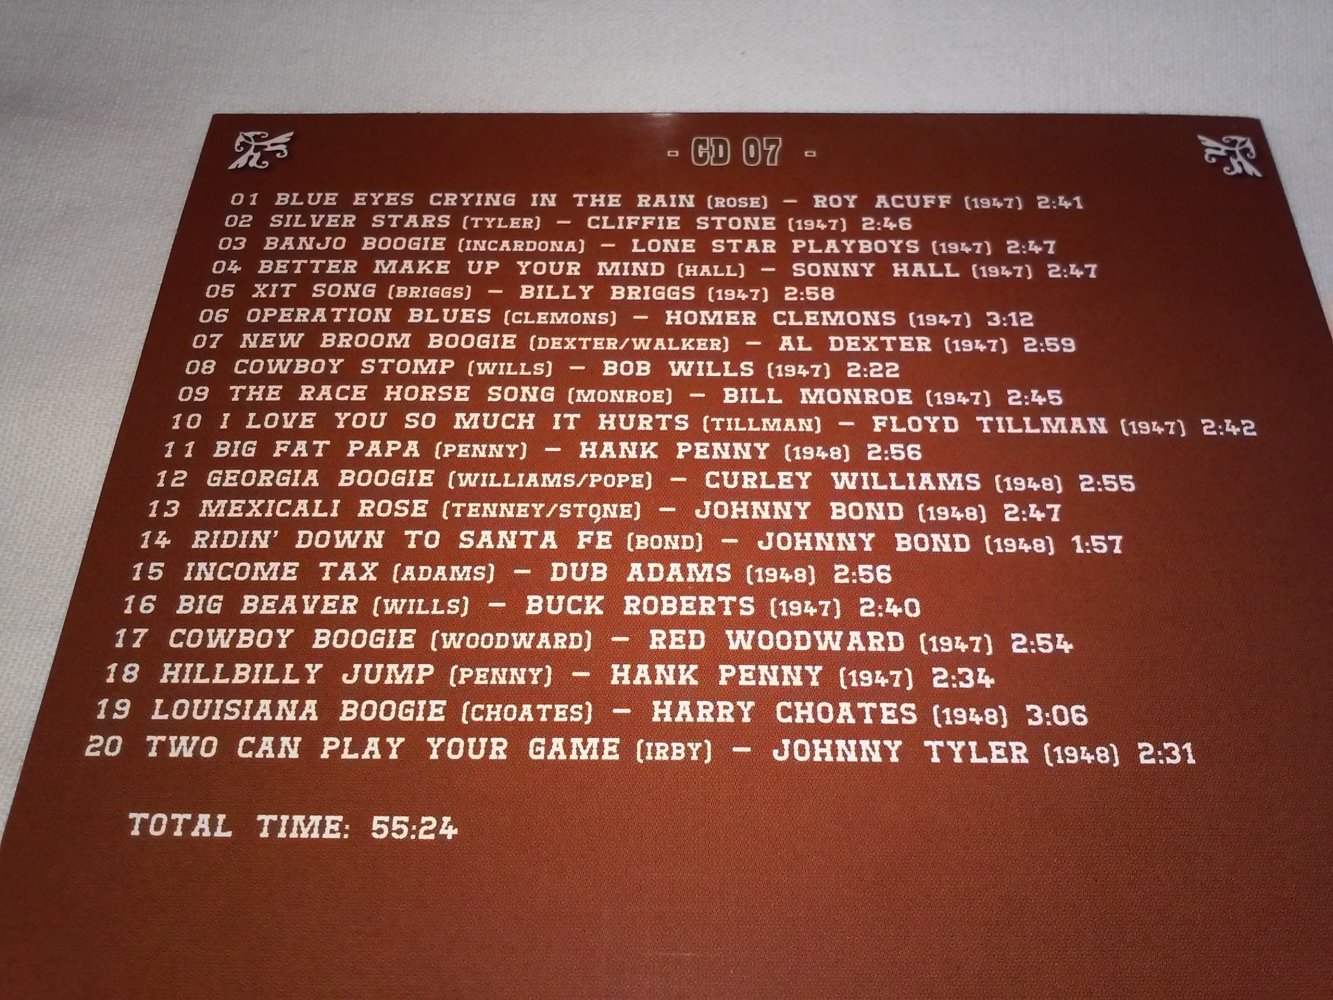 - CD 07 -
01 BLUE EYES CRYING IN THE RAIN (ROSE) – ROY ACUFF (1947) 2:41
02 SILVER STARS (TYLER) – CLIFFIE STONE (1947) 2:46
03 BANJO BOOGIE (INCARDONA) – LONE STAR PLAYBOYS (1947) 2:47
04 BETTER MAKE UP YOUR MIND (HALL) – SONNY HALL (1947) 2:47
05 XIT SONG (BRIGGS) – BILLY BRIGGS (1947) 2:58
06 OPERATION BLUES (CLEMONS) – HOMER CLEMONS (1947) 3:12
07 NEW BROOM BOOGIE (DEXTER/WALKER) – AL DEXTER (1947) 2:59
08 COWBOY STOMP (WILLS) – BOB WILLS (1947) 2:22
09 THE RACE HORSE SONG (MONROE) – BILL MONROE (1947) 2:45
10 I LOVE YOU SO MUCH IT HURTS (TILLMAN) – FLOYD TILLMAN (1947) 2:42
11 BIG FAT PAPA (PENNY) – HANK PENNY (1948) 2:56
12 GEORGIA BOOGIE (WILLIAMS/POPE) – CURLEY WILLIAMS (1948) 2:55
13 MEXICALI ROSE (TENNEY/STONE) – JOHNNY BOND (1948) 2:47
14 RIDIN' DOWN TO SANTA FE (BOND) – JOHNNY BOND (1948) 1:57
15 INCOME TAX (ADAMS) – DUB ADAMS (1948) 2:56
16 BIG BEAVER (WILLS) – BUCK ROBERTS (1947) 2:40
17 COWBOY BOOGIE (WOODWARD) – RED WOODWARD (1947) 2:54
18 HILLBILLY JUMP (PENNY) – HANK PENNY (1947) 2:34
19 LOUISIANA BOOGIE (CHOATES) – HARRY CHOATES (1948) 3:06
20 TWO CAN PLAY YOUR GAME (IRBY) – JOHNNY TYLER (1948) 2:31
TOTAL TIME: 55:24